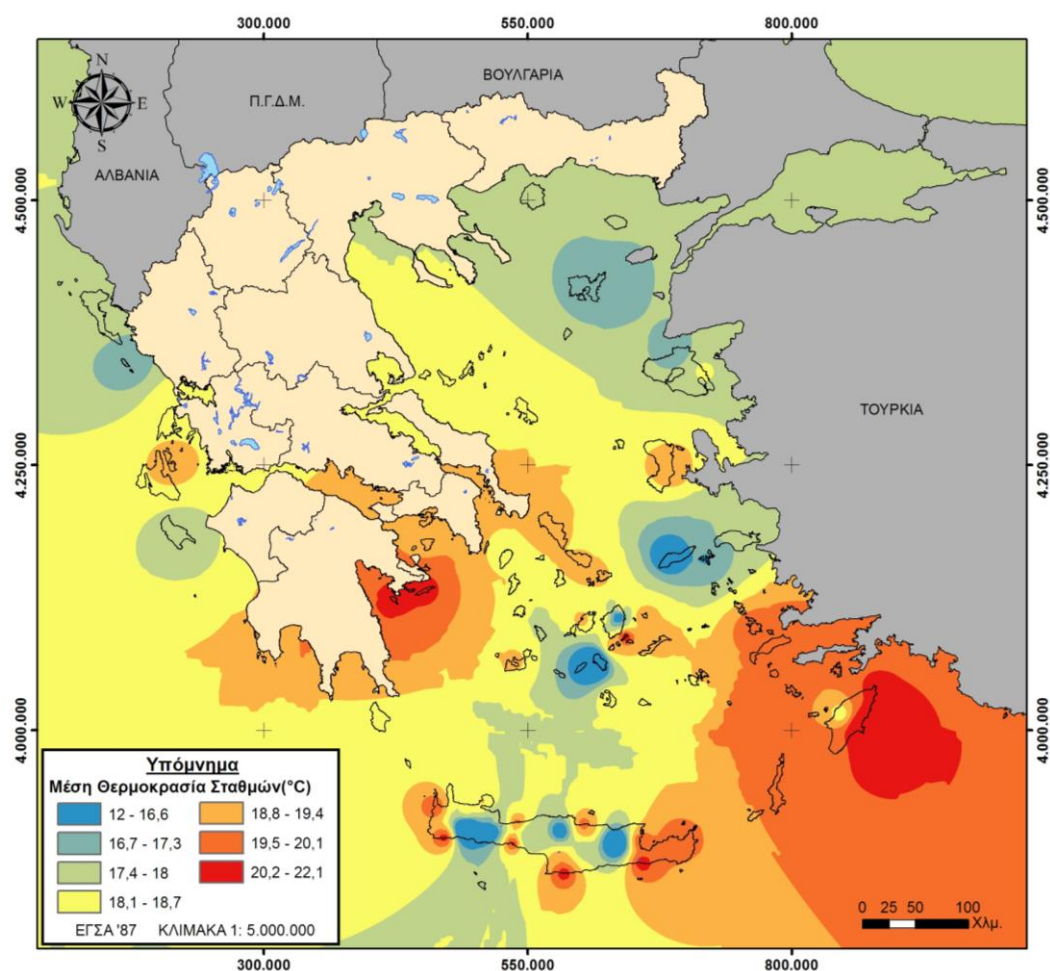 300.000 550.000 800.000
N
W E
S
ΒΟΥΛΓΑΡΙΑ
Π.Γ.Δ.Μ.
ΑΛΒΑΝΙΑ
4.500.000 4.500.000
ΤΟΥΡΚΙΑ
4.250.000 4.250.000
4.000.000 4.000.000
Υπόμνημα
Μέση Θερμοκρασία Σταθμών(°C)
12 - 16,6 18,8 - 19,4
16,7 - 17,3 19,5 - 20,1
17,4 - 18 20,2 - 22,1
18,1 - 18,7
ΕΓΣΑ '87 ΚΛΙΜΑΚΑ 1: 5.000.000
0 25 50 100
Χλμ.
300.000 550.000 800.000